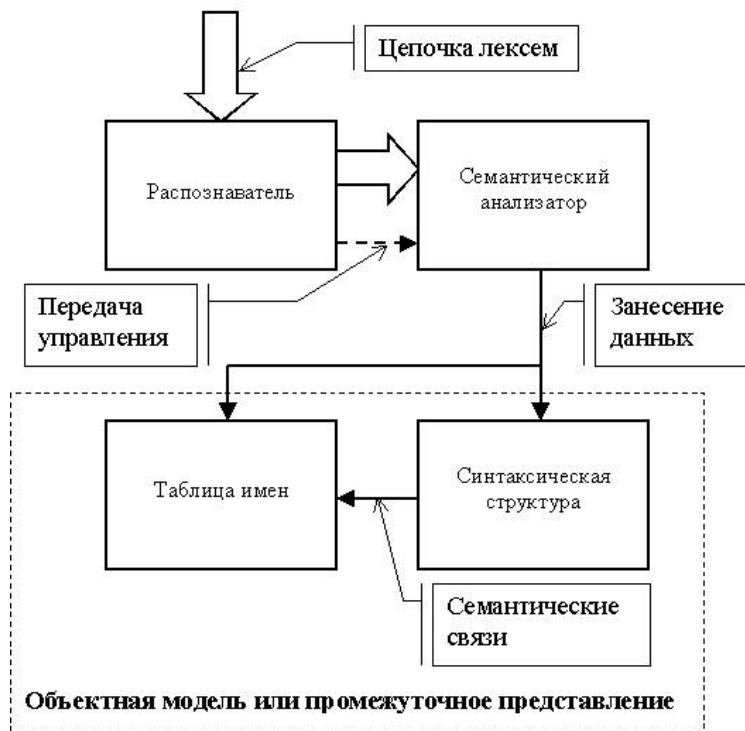 Цепочка лексем
Распознаватель
Семантический
анализатор
Передача
управления
Занесение
данных
Таблица имен
Синтаксическая
структура
Семантические
связи
Объектная модель или промежуточное представление